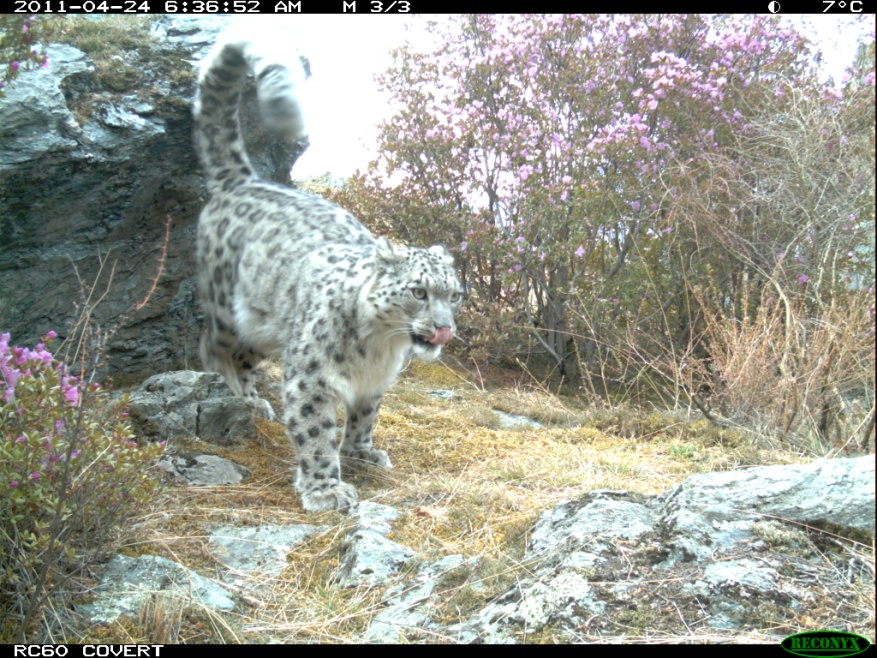 2011-04-24 6:36:52 AM M 3/3 7°C
RC60 COVERT RECONYX